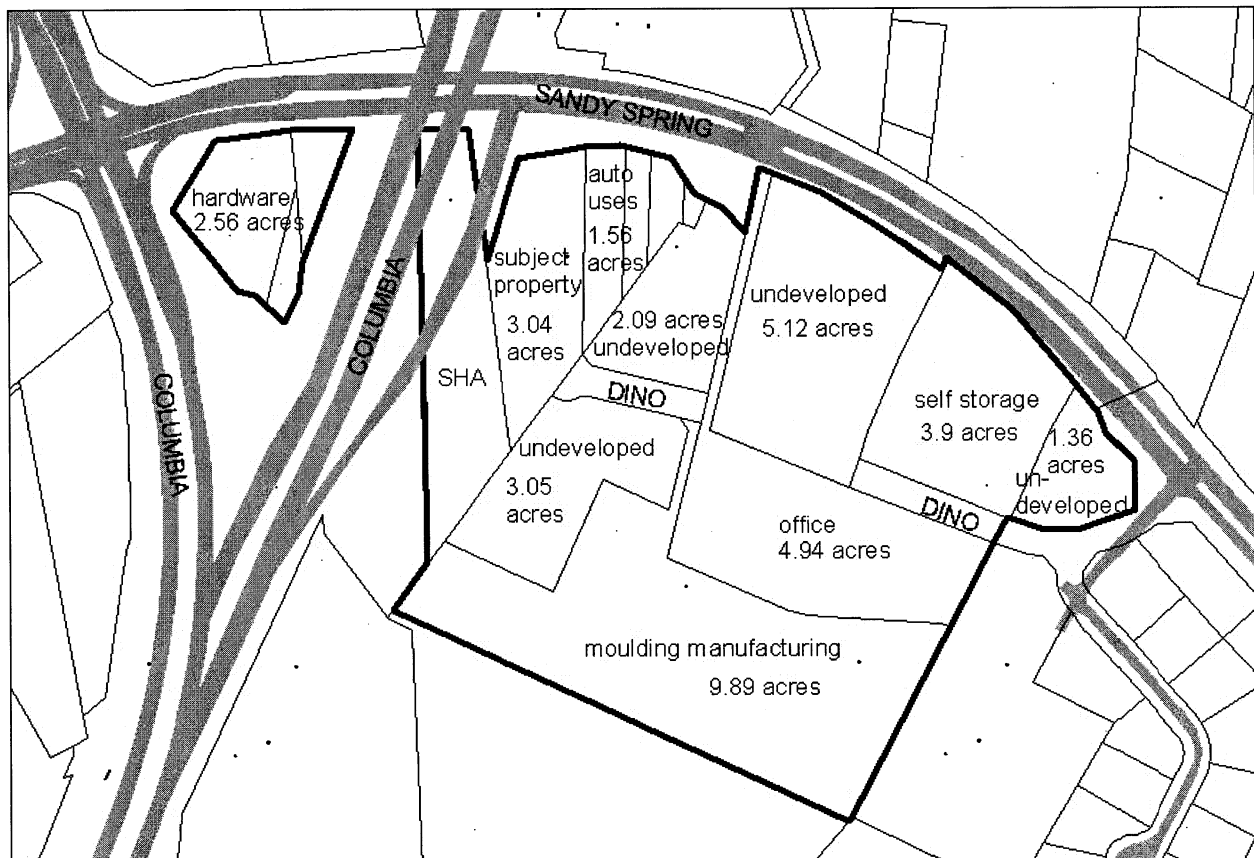 SANDY SPRING
hardware
2.56 acres
auto
uses
1.56
acres
COLUMBIA
COLUMBIA
subject
property
3.04
acres
SHA
2.09 acres
undeveloped
undeveloped
5.12 acres
DINO
self storage
3.9 acres
1.36
acres
un-
developed
undeveloped
3.05
acres
DINO
office
4.94 acres
moulding manufacturing
9.89 acres